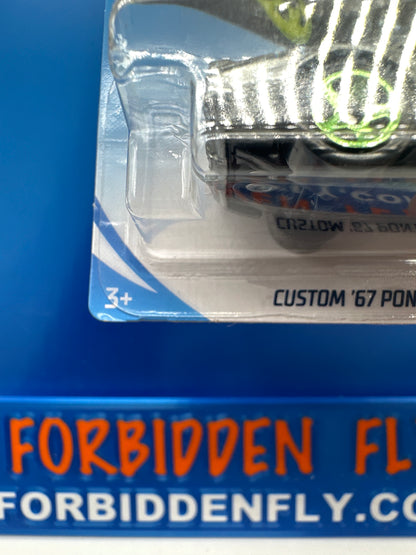 3+
CUSTOM '67 PON
FORBIDDEN FL
FORBIDDENFLY.CO